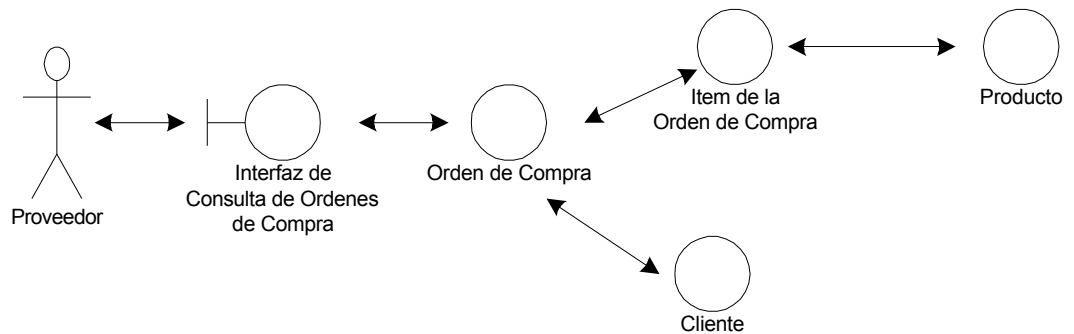 Proveedor
Interfaz de
Consulta de Ordenes
de Compra
Orden de Compra
Item de la
Orden de Compra
Producto
Cliente